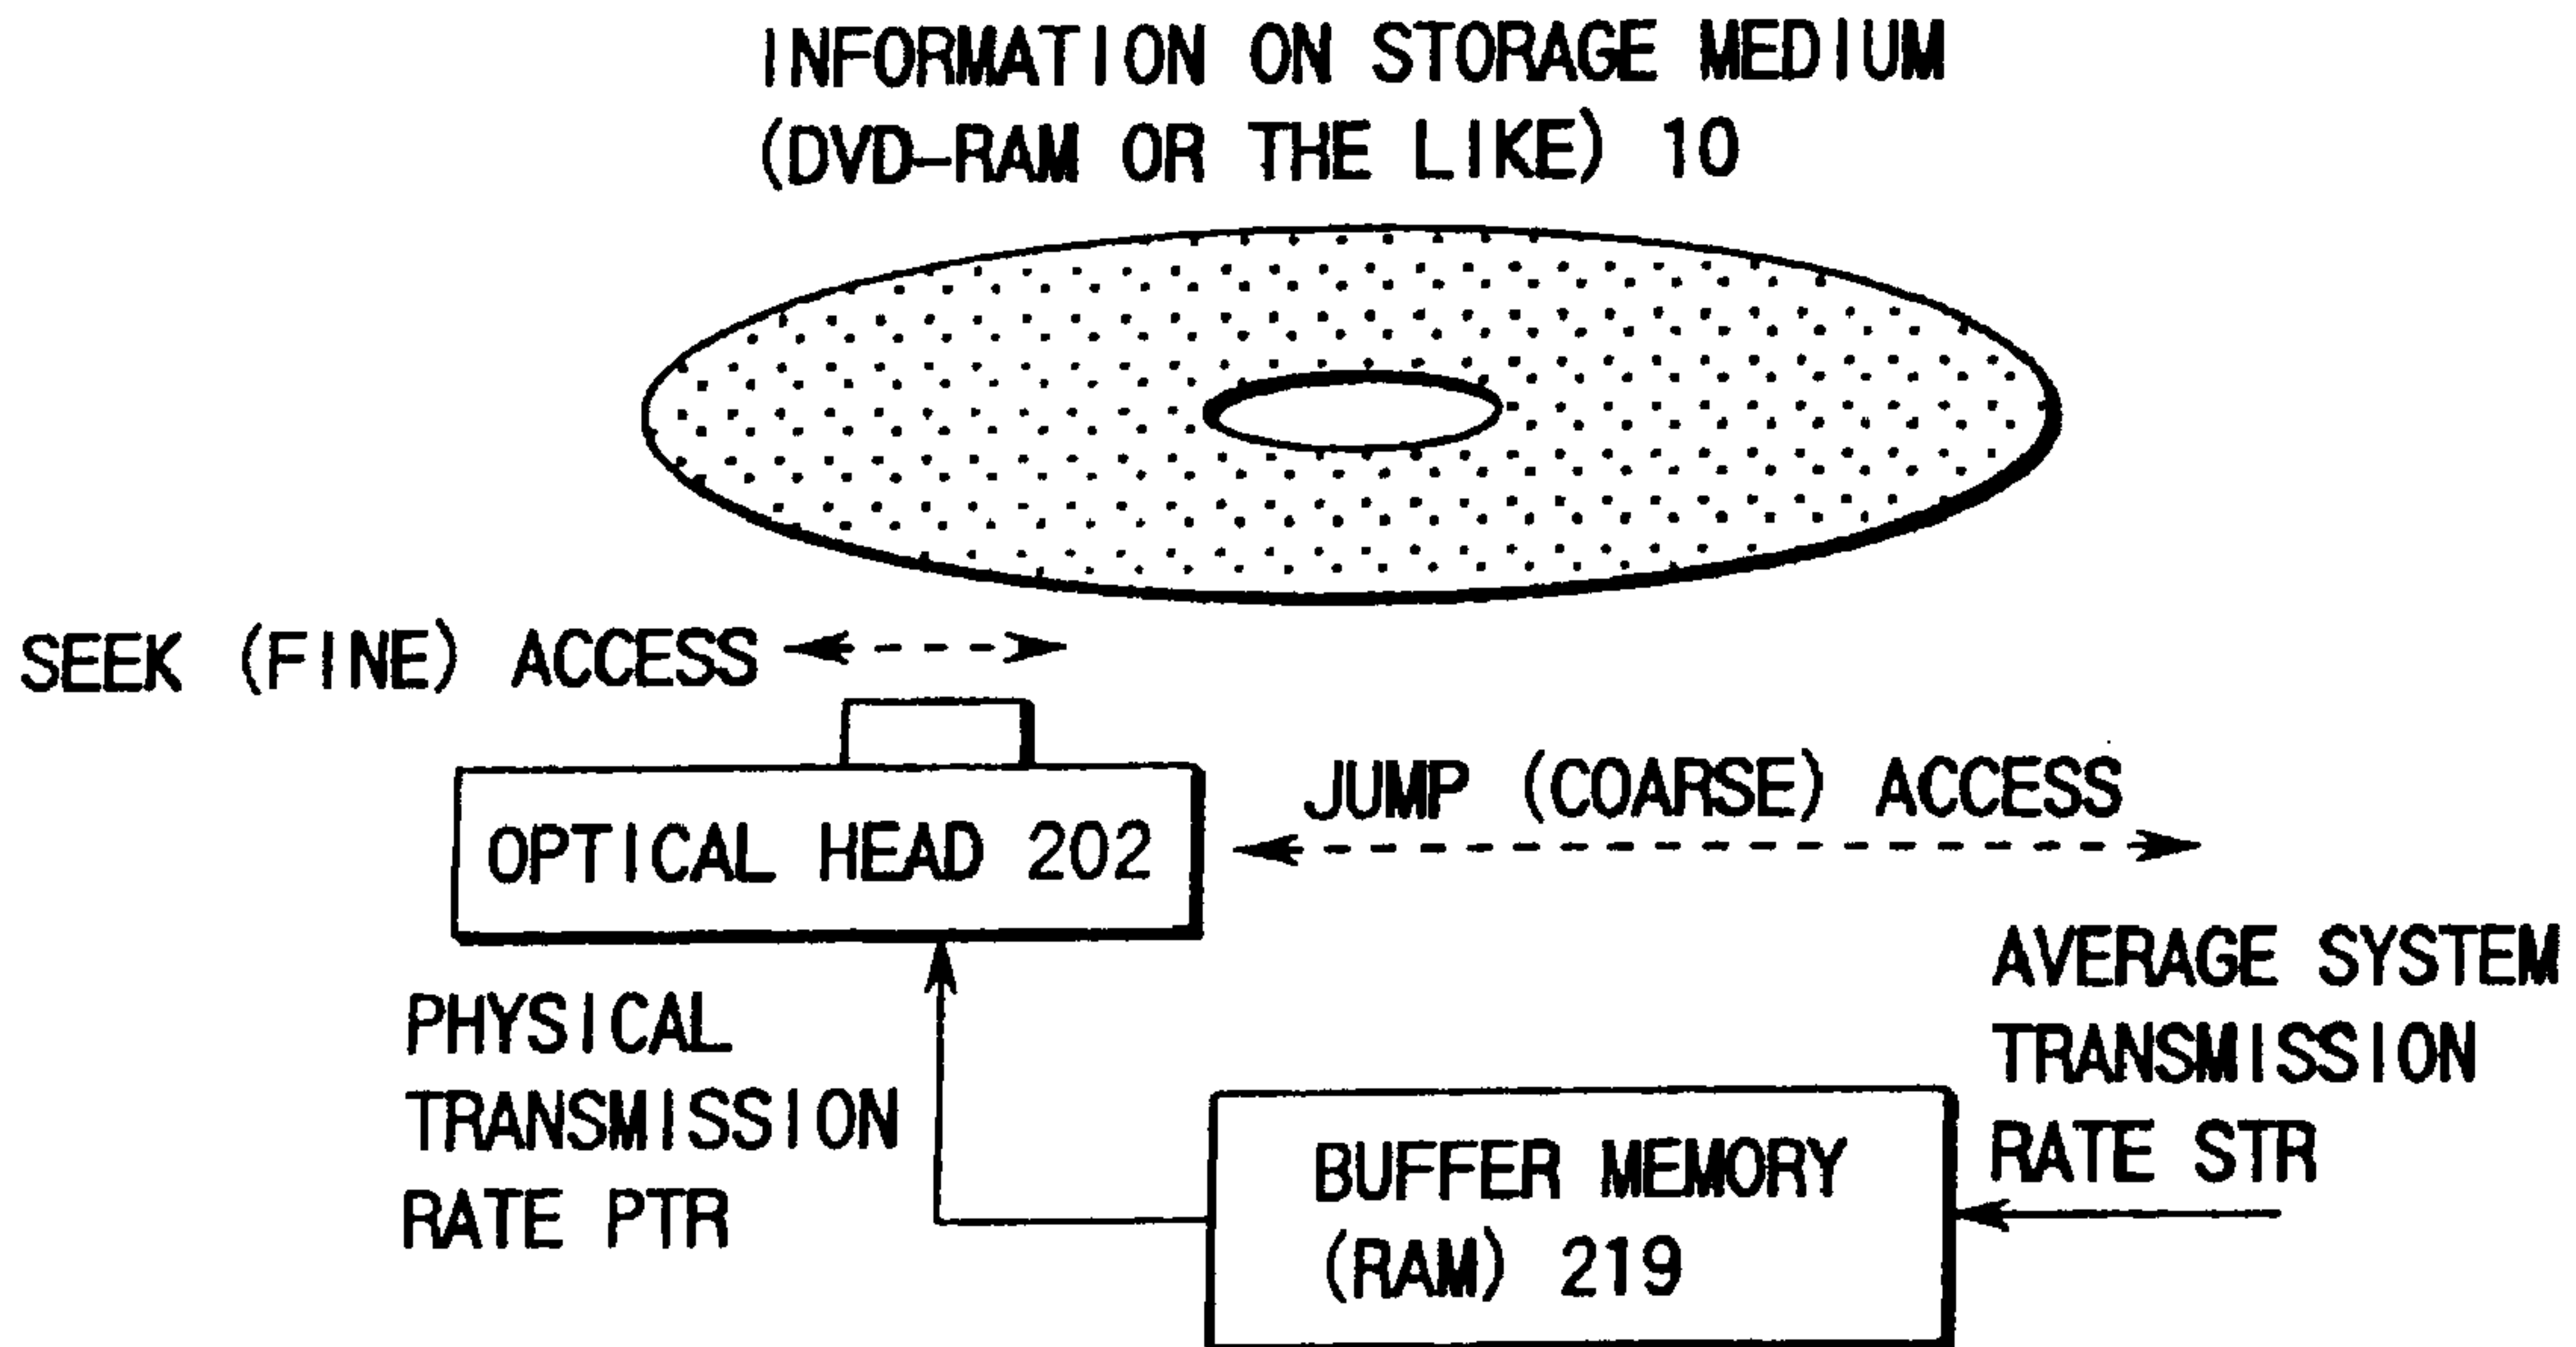 INFORMATION ON STORAGE MEDIUM
(DVD-RAM OR THE LIKE) 10
SEEK (FINE) ACCESS
JUMP (COARSE) ACCESS
OPTICAL HEAD 202
PHYSICAL
TRANSMISSION
RATE PTR
AVERAGE SYSTEM
TRANSMISSION
RATE STR
BUFFER MEMORY
(RAM) 219